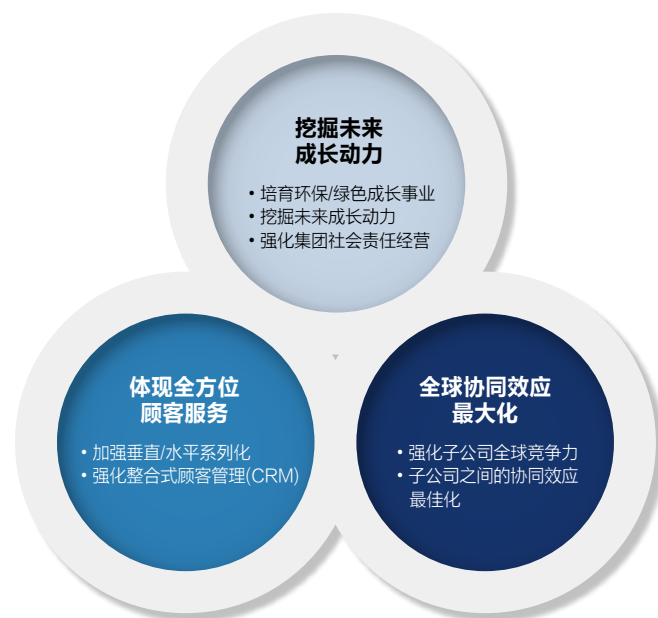 挖掘未来
成长动力
• 培育环保/绿色成长事业
• 挖掘未来成长动力
• 强化集团社会责任经营
体现全方位
顾客服务
• 加强垂直/水平系列化
• 强化整合式顾客管理(CRM)
全球协同效应
最大化
• 强化子公司全球竞争力
• 子公司之间的协同效应
最佳化